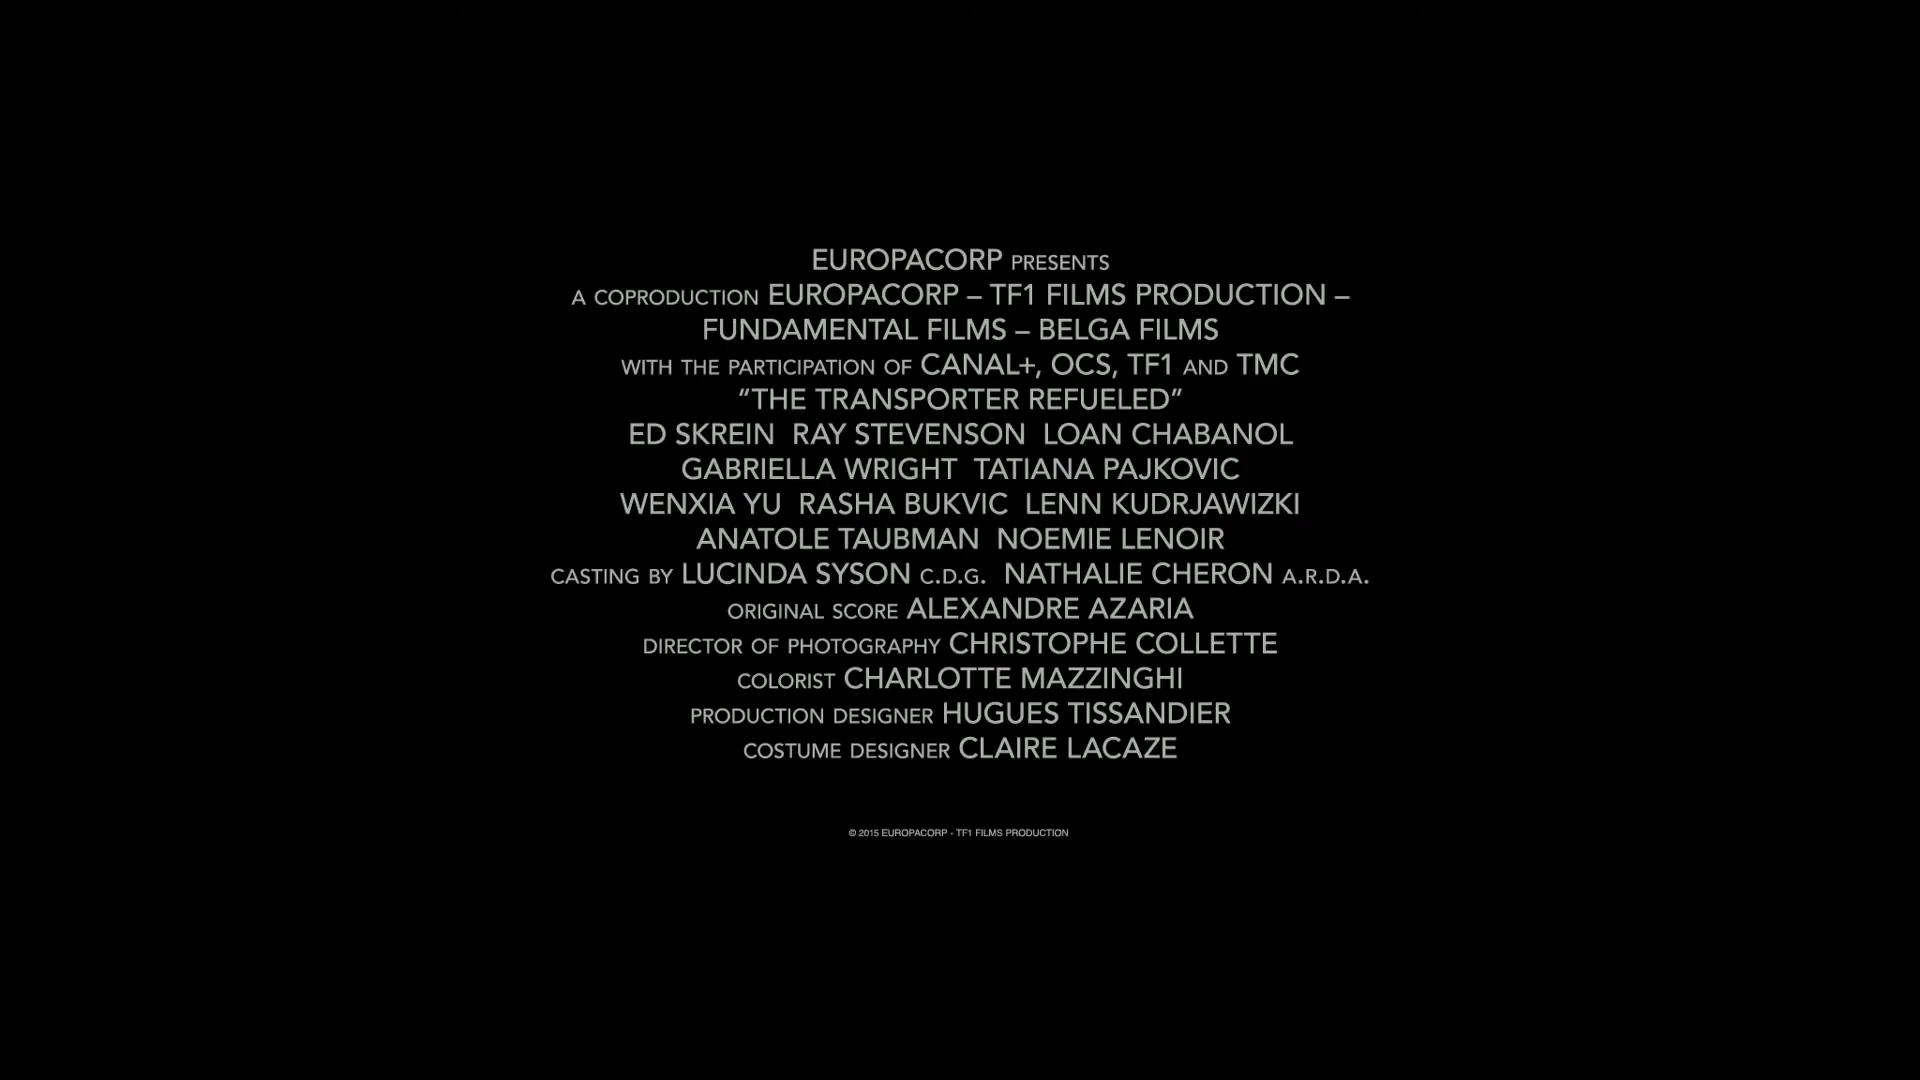 EUROPACORP PRESENTS
A COPRODUCTION EUROPACORP – TF1 FILMS PRODUCTION –
FUNDAMENTAL FILMS – BELGA FILMS
WITH THE PARTICIPATION OF CANAL+, OCS, TF1 AND TMC
“THE TRANSPORTER REFUELED”
ED SKREIN RAY STEVENSON LOAN CHABANOL
GABRIELLA WRIGHT TATIANA PAJKOVIC
WENXIA YU RASHA BUKVIC LENN KUDRJAWIZKI
ANATOLE TAUBMAN NOEMIE LENOIR
CASTING BY LUCINDA SYSON C.D.G. NATHALIE CHERON A.R.D.A.
ORIGINAL SCORE ALEXANDRE AZARIA
DIRECTOR OF PHOTOGRAPHY CHRISTOPHE COLLETTE
COLORIST CHARLOTTE MAZZINGHI
PRODUCTION DESIGNER HUGUES TISSANDIER
COSTUME DESIGNER CLAIRE LACAZE
© 2015 EUROPACORP - TF1 FILMS PRODUCTION